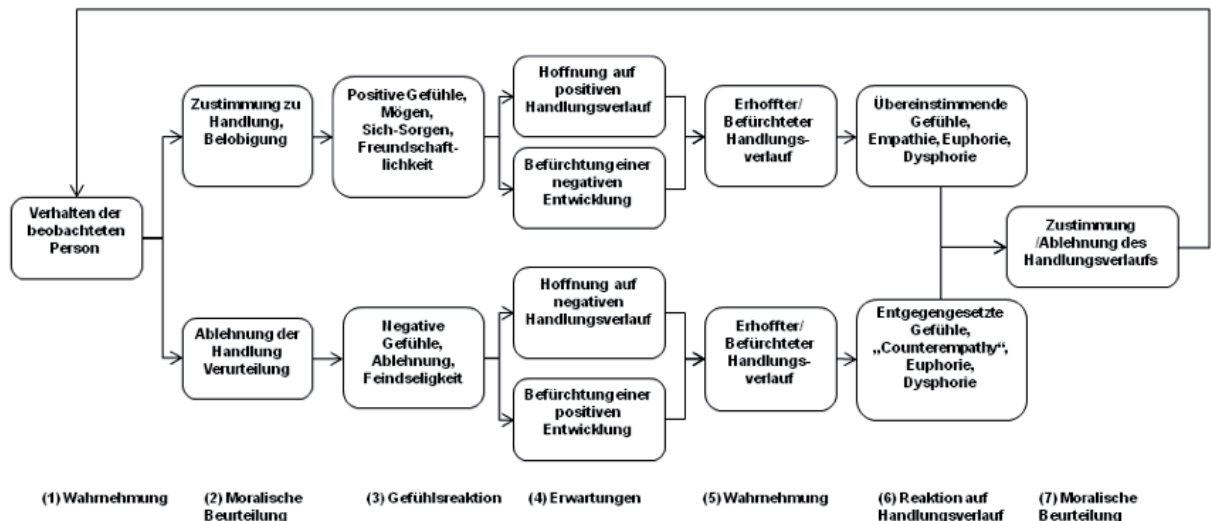 Verhalten der
beobachteten
Person
Zustimmung zu
Handlung,
Belobigung
Positive Gefühle,
Mögen,
Sich-Sorgen,
Freundschaft-
lichkeit
Hoffnung auf
positiven
Handlungsverlauf
Befürchtung einer
negativen
Entwicklung
Erhoffter/
Befürchteter
Handlungs-
verlauf
Übereinstimmende
Gefühle,
Empathie, Euphorie,
Dysphorie
Ablehnung der
Handlung
Verurteilung
Negative
Gefühle,
Ablehnung,
Feindseligkeit
Hoffnung auf
negativen
Handlungsverlauf
Befürchtung einer
positiven
Entwicklung
Erhoffter/
Befürchteter
Handlungs-
verlauf
Entgegengesetzte
Gefühle,
„Counterempathy“,
Euphorie,
Dysphorie
Zustimmung
/Ablehnung des
Handlungsverlaufs
(1) Wahrnehmung
(2) Moralische
Beurteilung
(3) Gefühlsreaktion
(4) Erwartungen
(5) Wahrnehmung
(6) Reaktion auf
Handlungsverlauf
(7) Moralische
Beurteilung